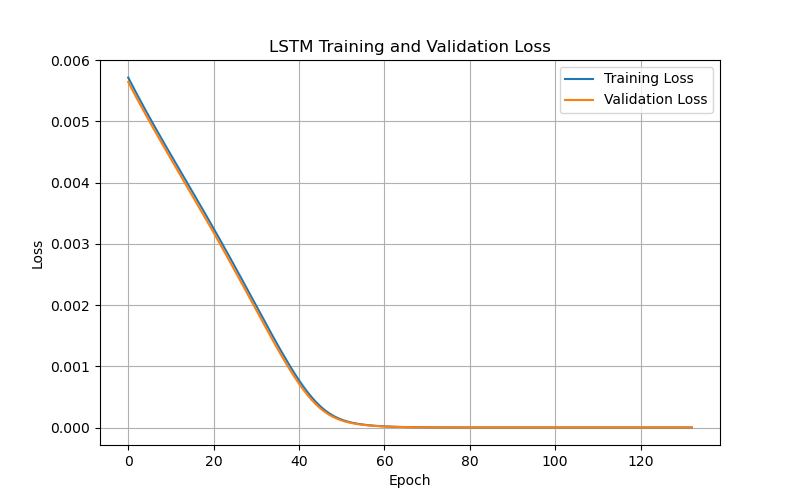 LSTM Training and Validation Loss
Training Loss
Validation Loss
0.006
0.005
0.004
0.003
0.002
0.001
0.000
Loss
0 20 40 60 80 100 120
Epoch